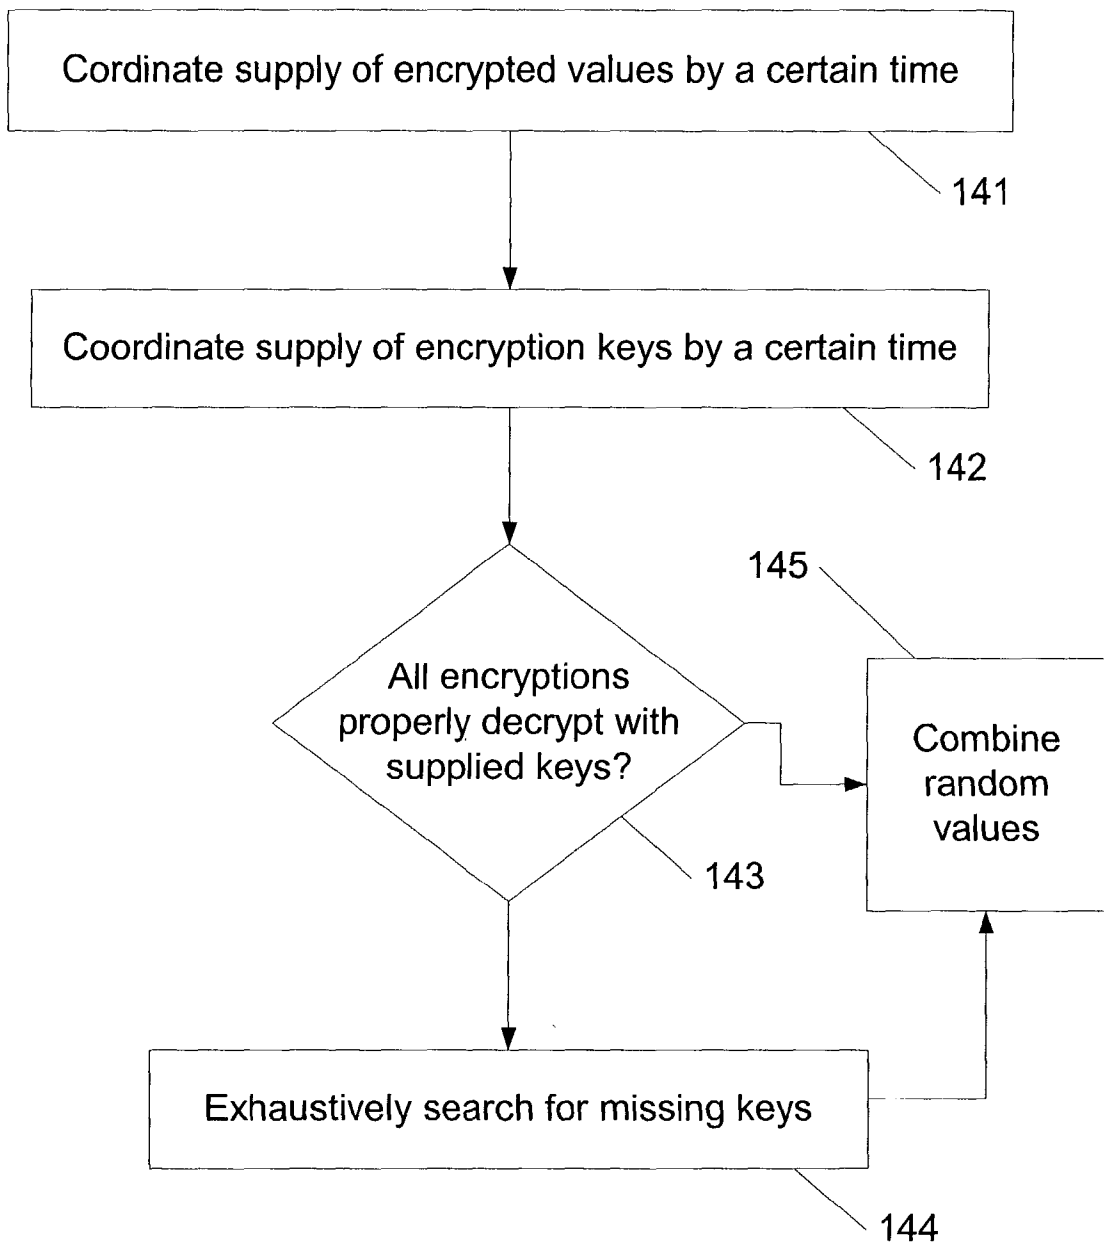 Cordinate supply of encrypted values by a certain time
141
Coordinate supply of encryption keys by a certain time
142
145
All encryptions
properly decrypt with
supplied keys?
Combine
random
values
143
Exhaustively search for missing keys
144